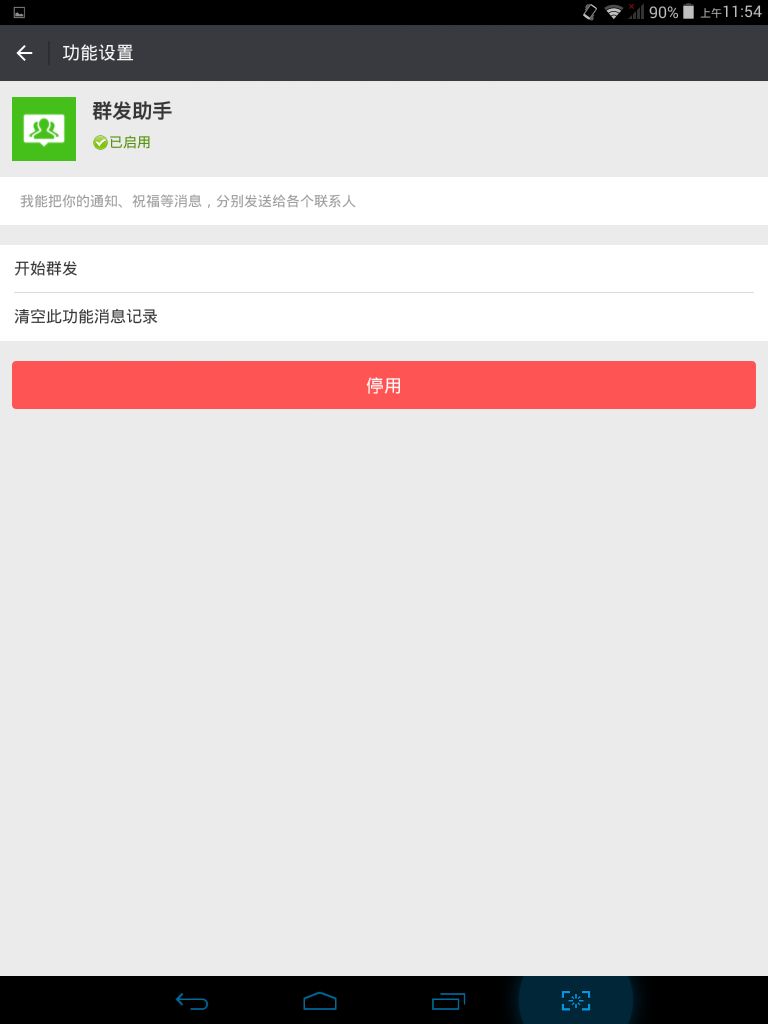 90% 上午11:54
功能设置
群发助手
已启用
我能把你的通知、祝福等消息，分别发送给各个联系人
开始群发
清空此功能消息记录
停用